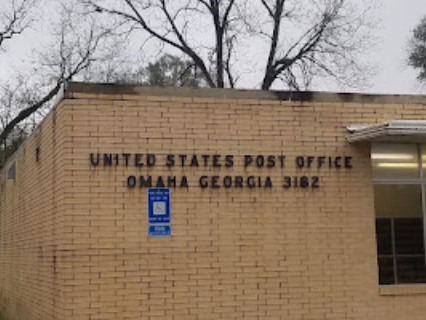 UNITED STATES POST OFFICE
OMAHA GEORGIA 3182